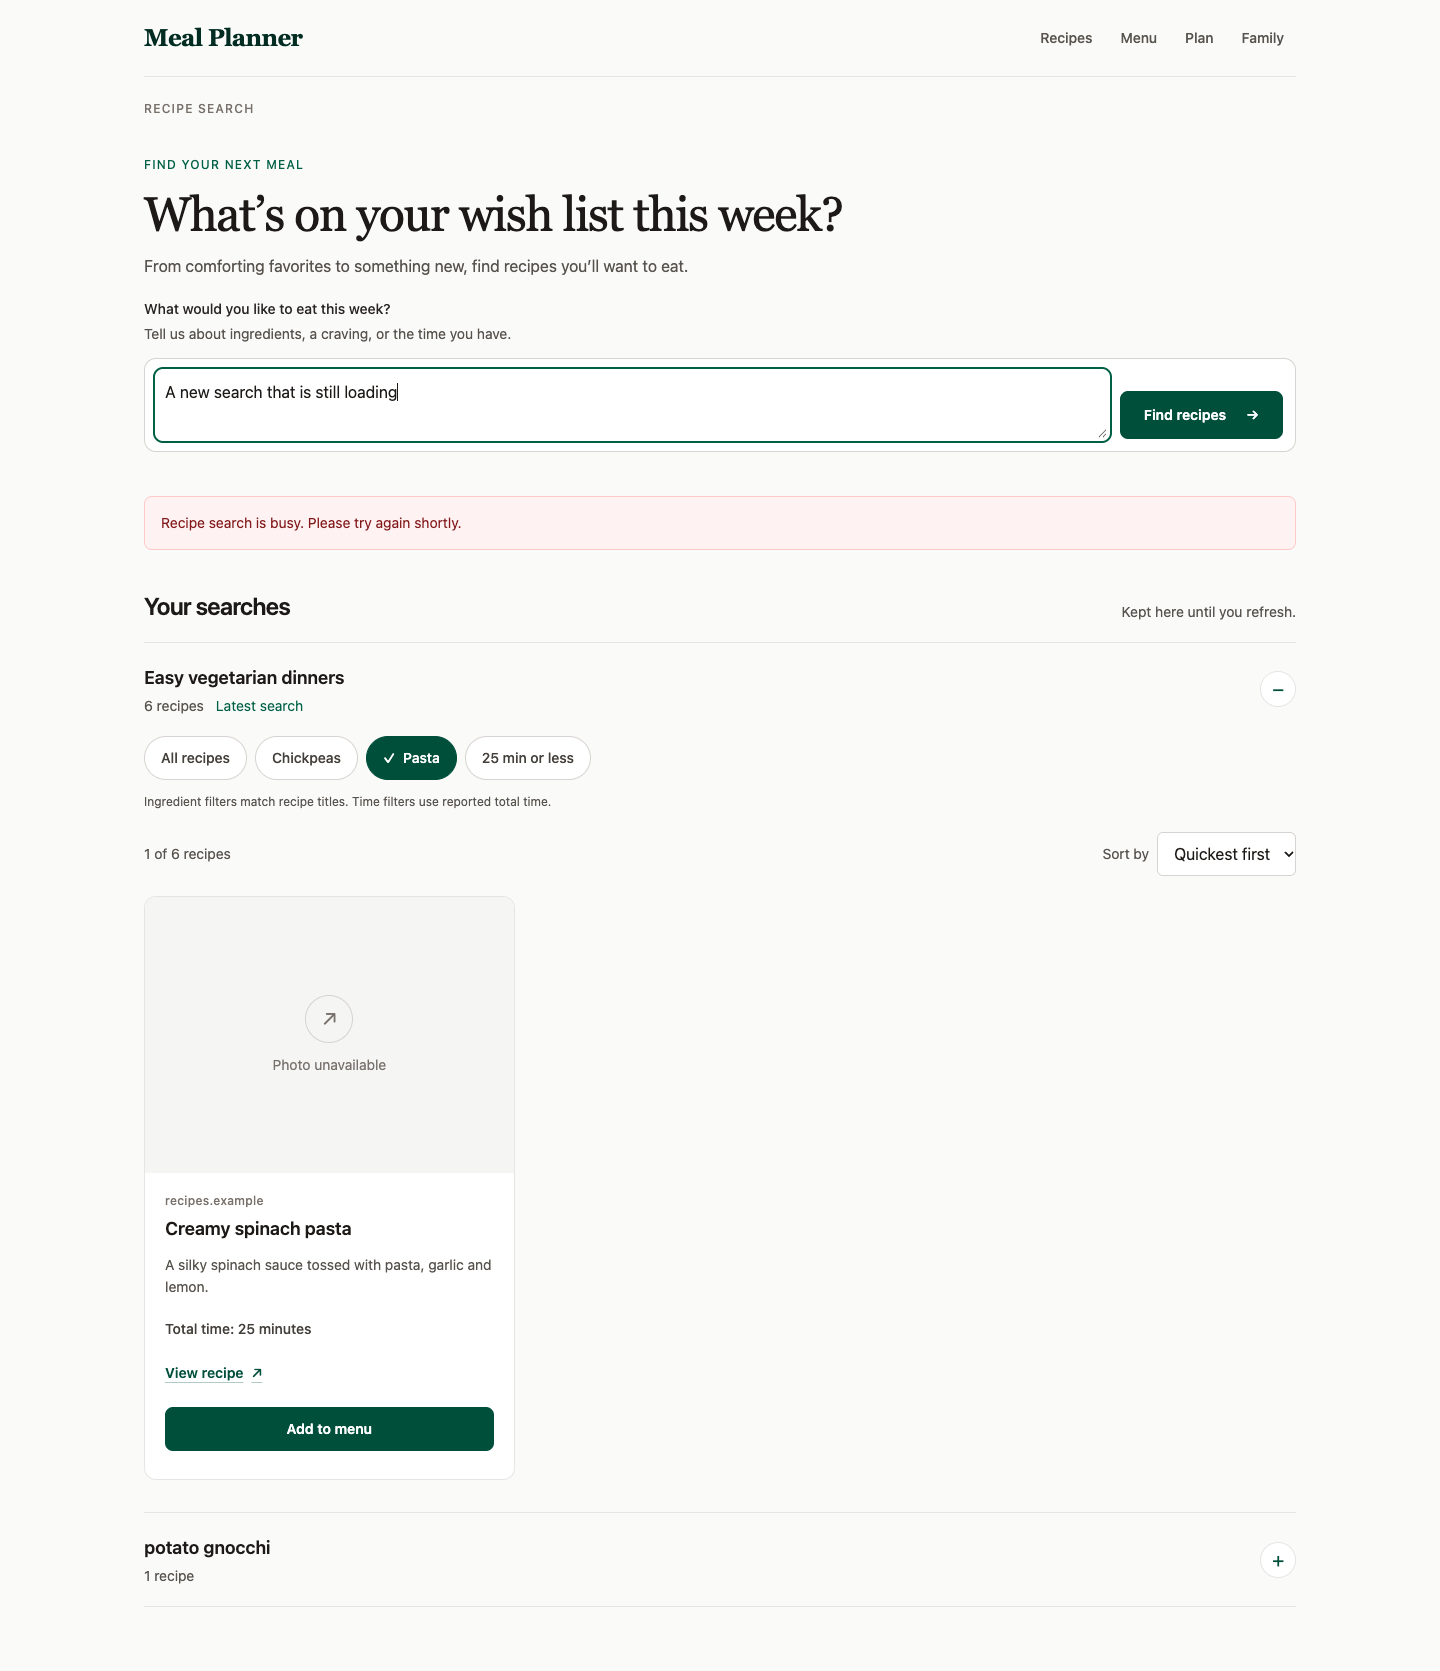 Meal Planner
Recipes Menu Plan Family
RECIPE SEARCH
FIND YOUR NEXT MEAL
What’s on your wish list this week?
From comforting favorites to something new, find recipes you’ll want to eat.
What would you like to eat this week?
Tell us about ingredients, a craving, or the time you have.
A new search that is still loading
Find recipes →
Recipe search is busy. Please try again shortly.
Your searches
Kept here until you refresh.
Easy vegetarian dinners
−
6 recipes Latest search
All recipes Chickpeas ✓ Pasta 25 min or less
Ingredient filters match recipe titles. Time filters use reported total time.
1 of 6 recipes
Sort by Quickest first
↗
Photo unavailable
recipes.example
Creamy spinach pasta
A silky spinach sauce tossed with pasta, garlic and
lemon.
Total time: 25 minutes
View recipe ↗
Add to menu
potato gnocchi
+
1 recipe